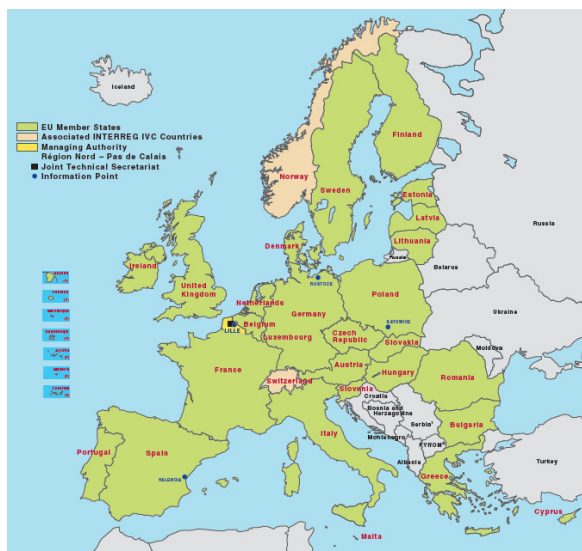 Iceland
EU Member States
Associated INTERREG IVC Countries
Managing Authority
Région Nord – Pas de Calais
Joint Technical Secretariat
Information Point
Finland
Norway
Sweden
Estonia
Russia
Latvia
Denmark
Lithuania
Russia
Ireland
Belarus
United
Kingdom
ROSTOCK
Netherlands
Poland
Germany
Ukraine
Belgium
LILLE
KATOWICE
Luxembourg
Czech
Republic
Slovakia
Moldova
Austria
France
Hungary
Switzerland
Romania
Slovenia
Croatia
Bosnia and
Herzagolina
Serbia¹
Bulgaria
Italy
Montenegro
FYROM²
Portugal
Spain
Albania
Turkey
Greece
VALENCIA
Cyprus
Malta